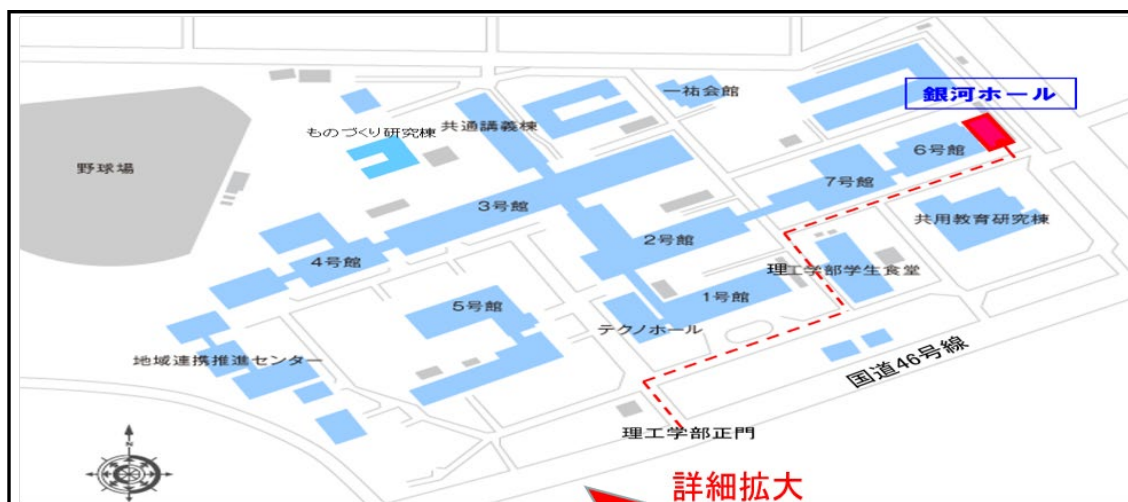 一祐会館
銀河ホール
ものづくり研究棟
共通講義棟
6号館
野球場
7号館
3号館
共用教育研究棟
2号館
4号館
理工学部学生食堂
1号館
5号館
テクノホール
地域連携推進センター
国道46号線
理工学部正門
N
詳細拡大